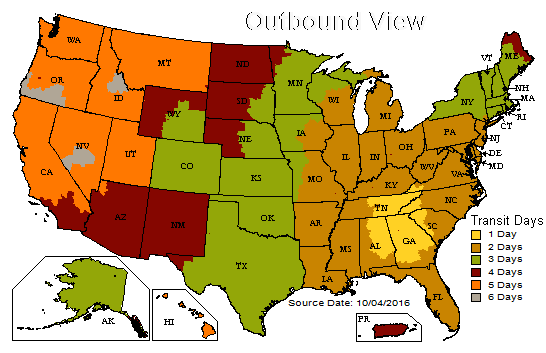 Outbound View
WA
MT
ND
MN
VT
ME
OR
ID
WY
SD
WI
MI
NY
NH
MA
RI
CT
NV
UT
CO
NE
IA
IL
IN
OH
PA
NJ
DE
MD
CA
AZ
NM
KS
MO
KY
WV
VA
OK
AR
TN
NC
SC
TX
LA
MS
AL
GA
FL
AK
HI
PR
Transit Days
1 Day
2 Days
3 Days
4 Days
5 Days
6 Days
Source Date: 10/04/2016